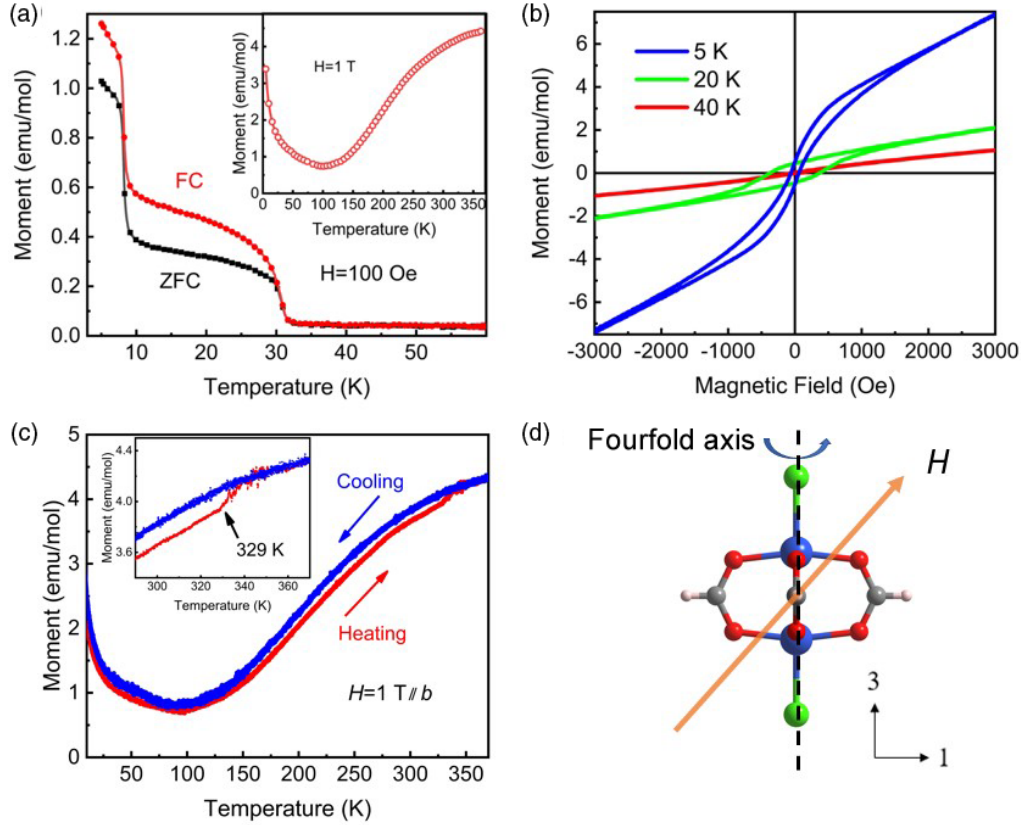 (a)
Moment (emu/mol)
1.2
1.0
0.8
0.6
0.4
0.2
0.0
10 20 30 40 50
Temperature (K)
FC
ZFC
H=100 Oe
Moment (emu/mol)
4
3
2
1
0
0 50 100 150 200 250 300 350
Temperature (K)
H=1 T
(b)
Moment (emu/mol)
6
4
2
0
-2
-4
-6
-3000 -2000 -1000 0 1000 2000 3000
Magnetic Field (Oe)
5 K
20 K
40 K
(c)
Moment (emu/mol)
5
4
3
2
1
0
50 100 150 200 250 300 350
Temperature (K)
Moment (emu/mol)
4.4
4.0
3.6
300 320 340 360
Temperature (K)
329 K
Cooling
Heating
H=1 T // b
(d)
Fourfold axis
H
3
1